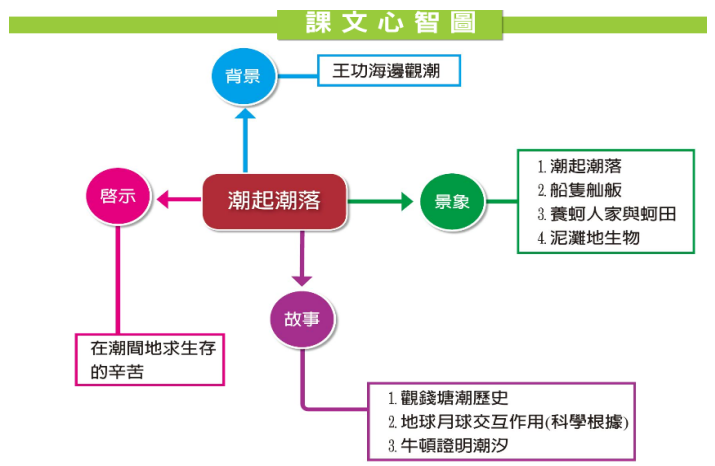 課文心智圖
背景
王功海邊觀潮
啓示
潮起潮落
景象
1.潮起潮落
2.船隻舢舨
3.養蚵人家與蚵田
4.泥灘地生物
故事
在潮間地求生存
的辛苦
1.觀錢塘潮歷史
2.地球月球交互作用(科學根據)
3.牛頓證明潮汐